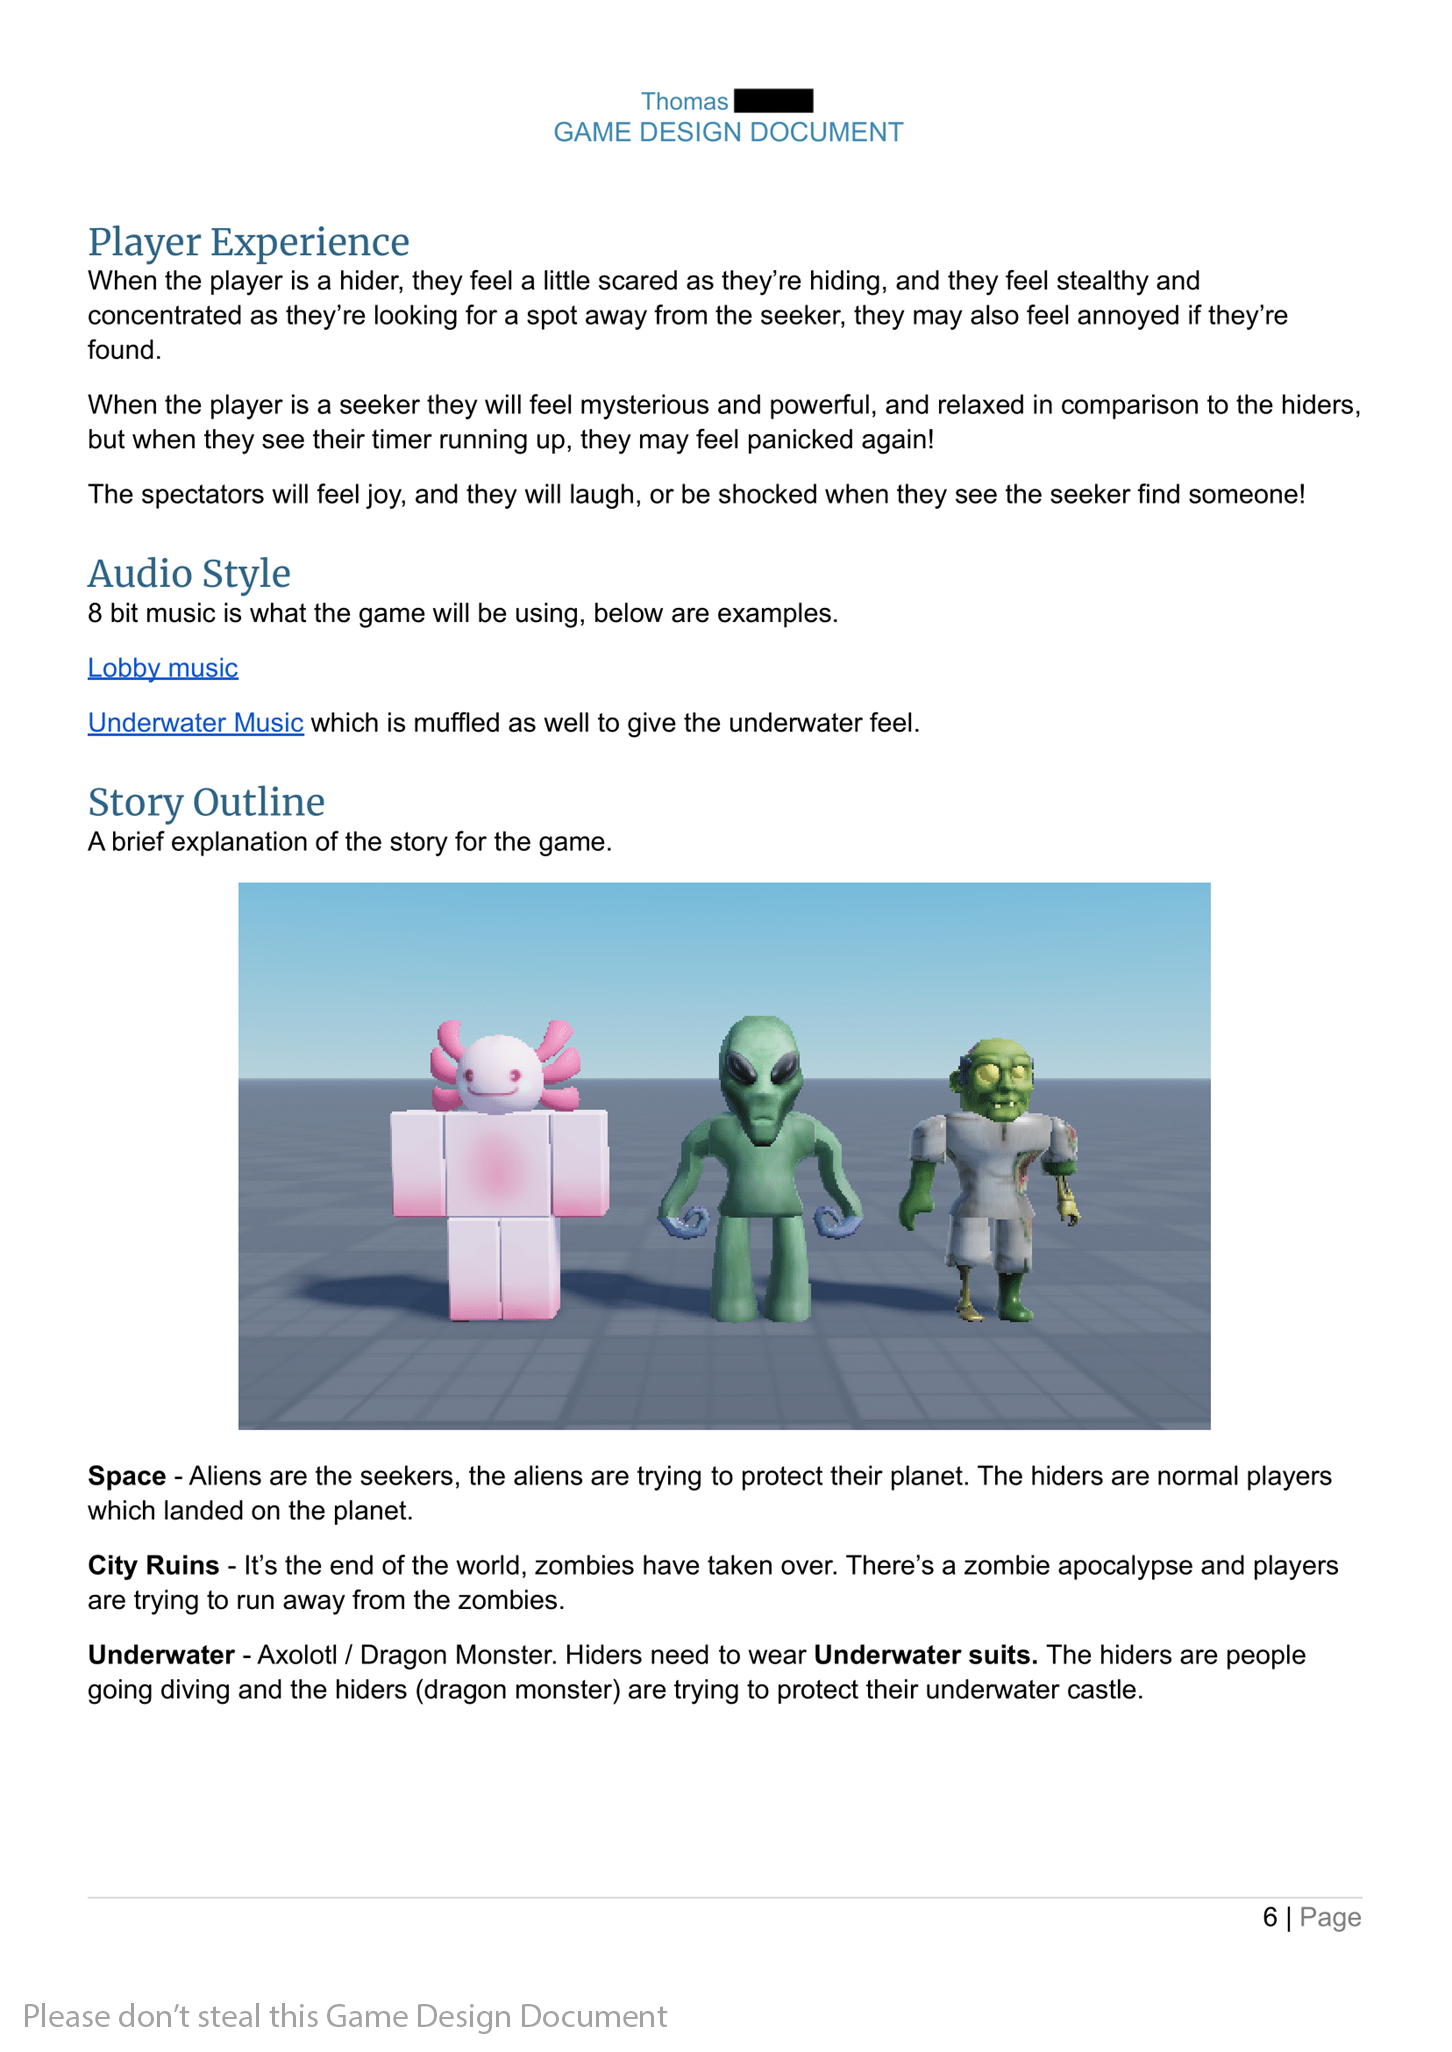 Thomas
GAME DESIGN DOCUMENT
Player Experience
When the player is a hider, they feel a little scared as they’re hiding, and they feel stealthy and
concentrated as they’re looking for a spot away from the seeker, they may also feel annoyed if they’re
found.
When the player is a seeker they will feel mysterious and powerful, and relaxed in comparison to the hiders,
but when they see their timer running up, they may feel panicked again!
The spectators will feel joy, and they will laugh, or be shocked when they see the seeker find someone!
Audio Style
8 bit music is what the game will be using, below are examples.
Lobby music
Underwater Music which is muffled as well to give the underwater feel.
Story Outline
A brief explanation of the story for the game.
Space - Aliens are the seekers, the aliens are trying to protect their planet. The hiders are normal players
which landed on the planet.
City Ruins - It’s the end of the world, zombies have taken over. There’s a zombie apocalypse and players
are trying to run away from the zombies.
Underwater - Axolotl / Dragon Monster. Hiders need to wear Underwater suits. The hiders are people
going diving and the hiders (dragon monster) are trying to protect their underwater castle.
6 | Page
Please don’t steal this Game Design Document